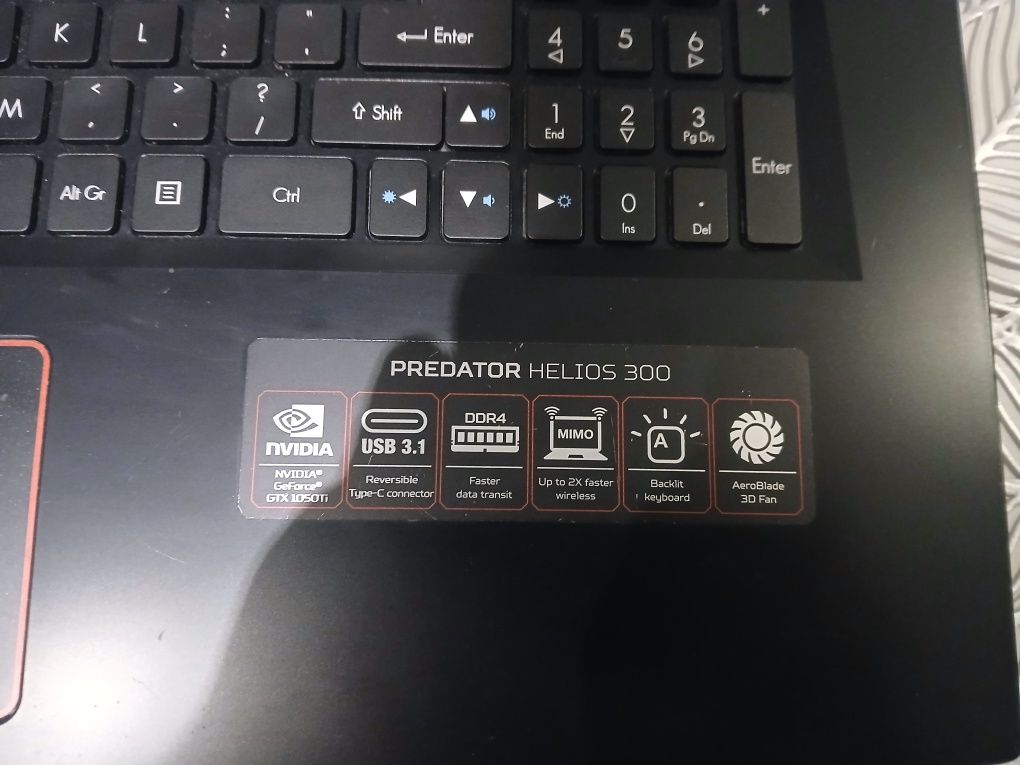 K L : ; " ' Enter 4 5 6 +
M < , > . ? / Shift 1 End 2 3 Pg Dn Enter
Alt Gr Ctrl 0 Ins . Del
PREDATOR HELIOS 300
NVIDIA
NVIDIA®
GeForce®
GTX 1050Ti
USB 3.1
Reversible
Type-C connector
DDR4
Faster
data transit
MIMO
Up to 2X faster
wireless
A
Backlit
keyboard
AeroBlade
3D Fan